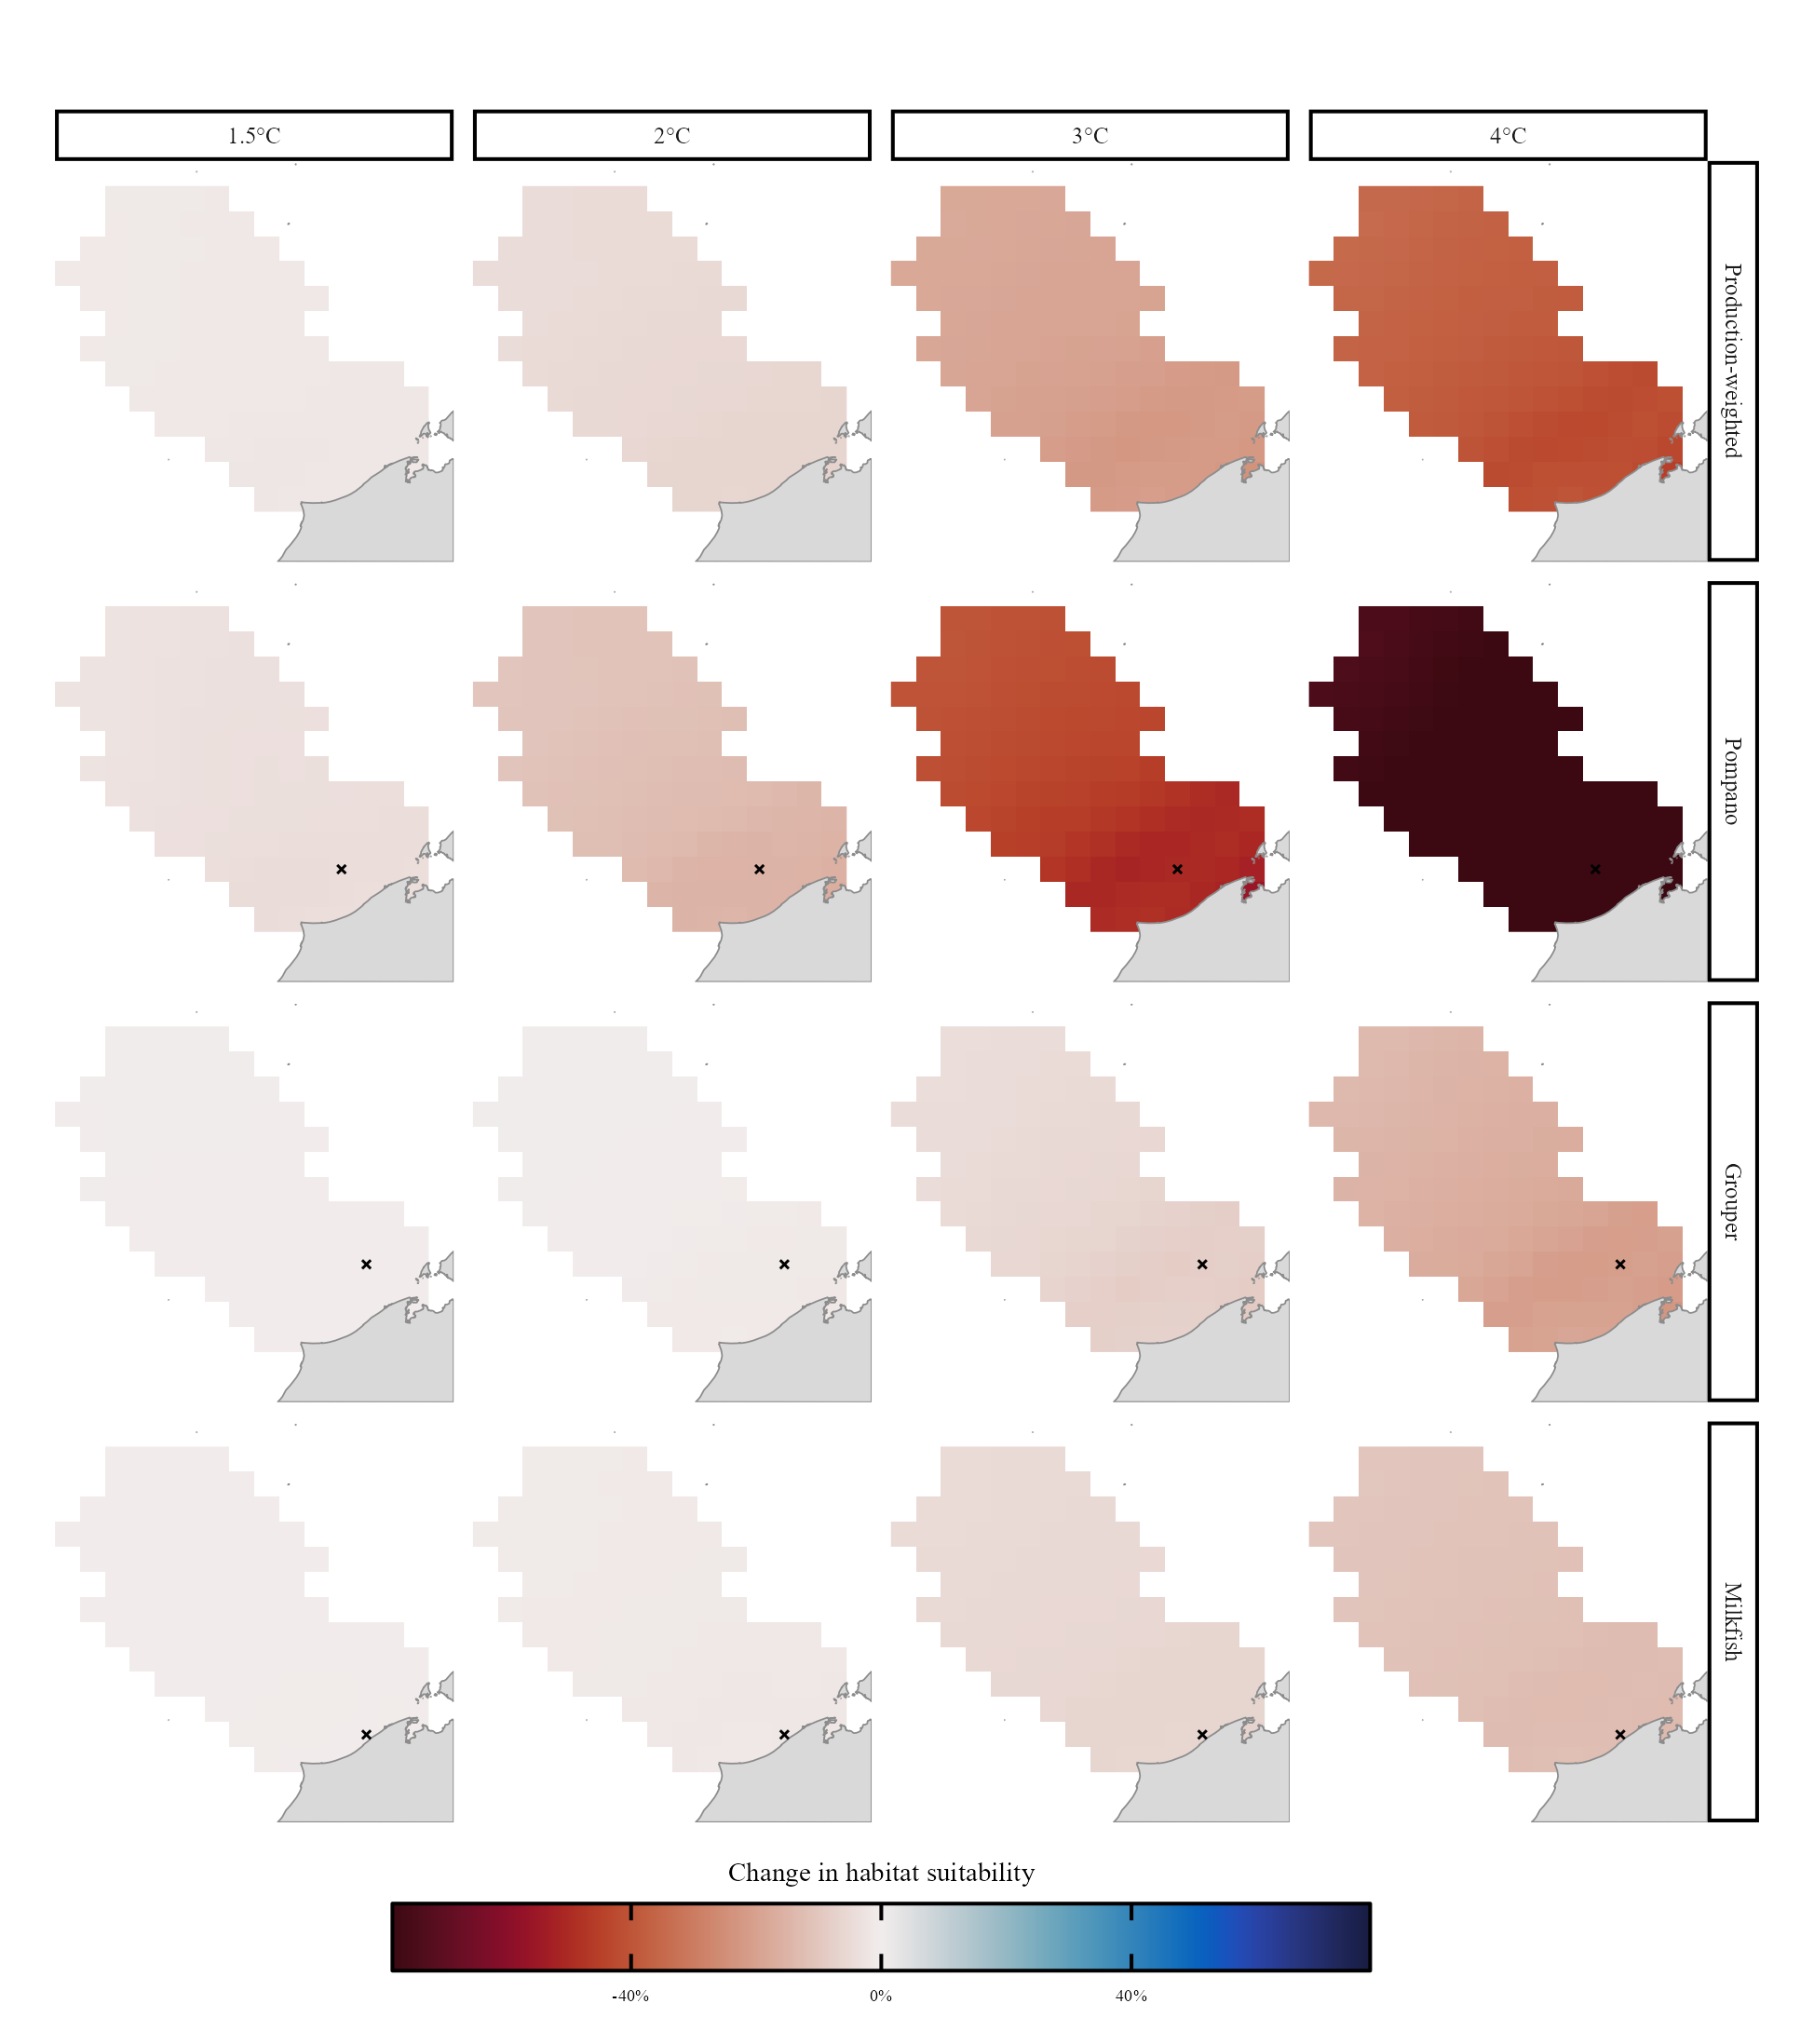 1.5°C
2°C
3°C
4°C
Production-weighted
Pompano
Grouper
Milkfish
Change in habitat suitability
-40%
0%
40%